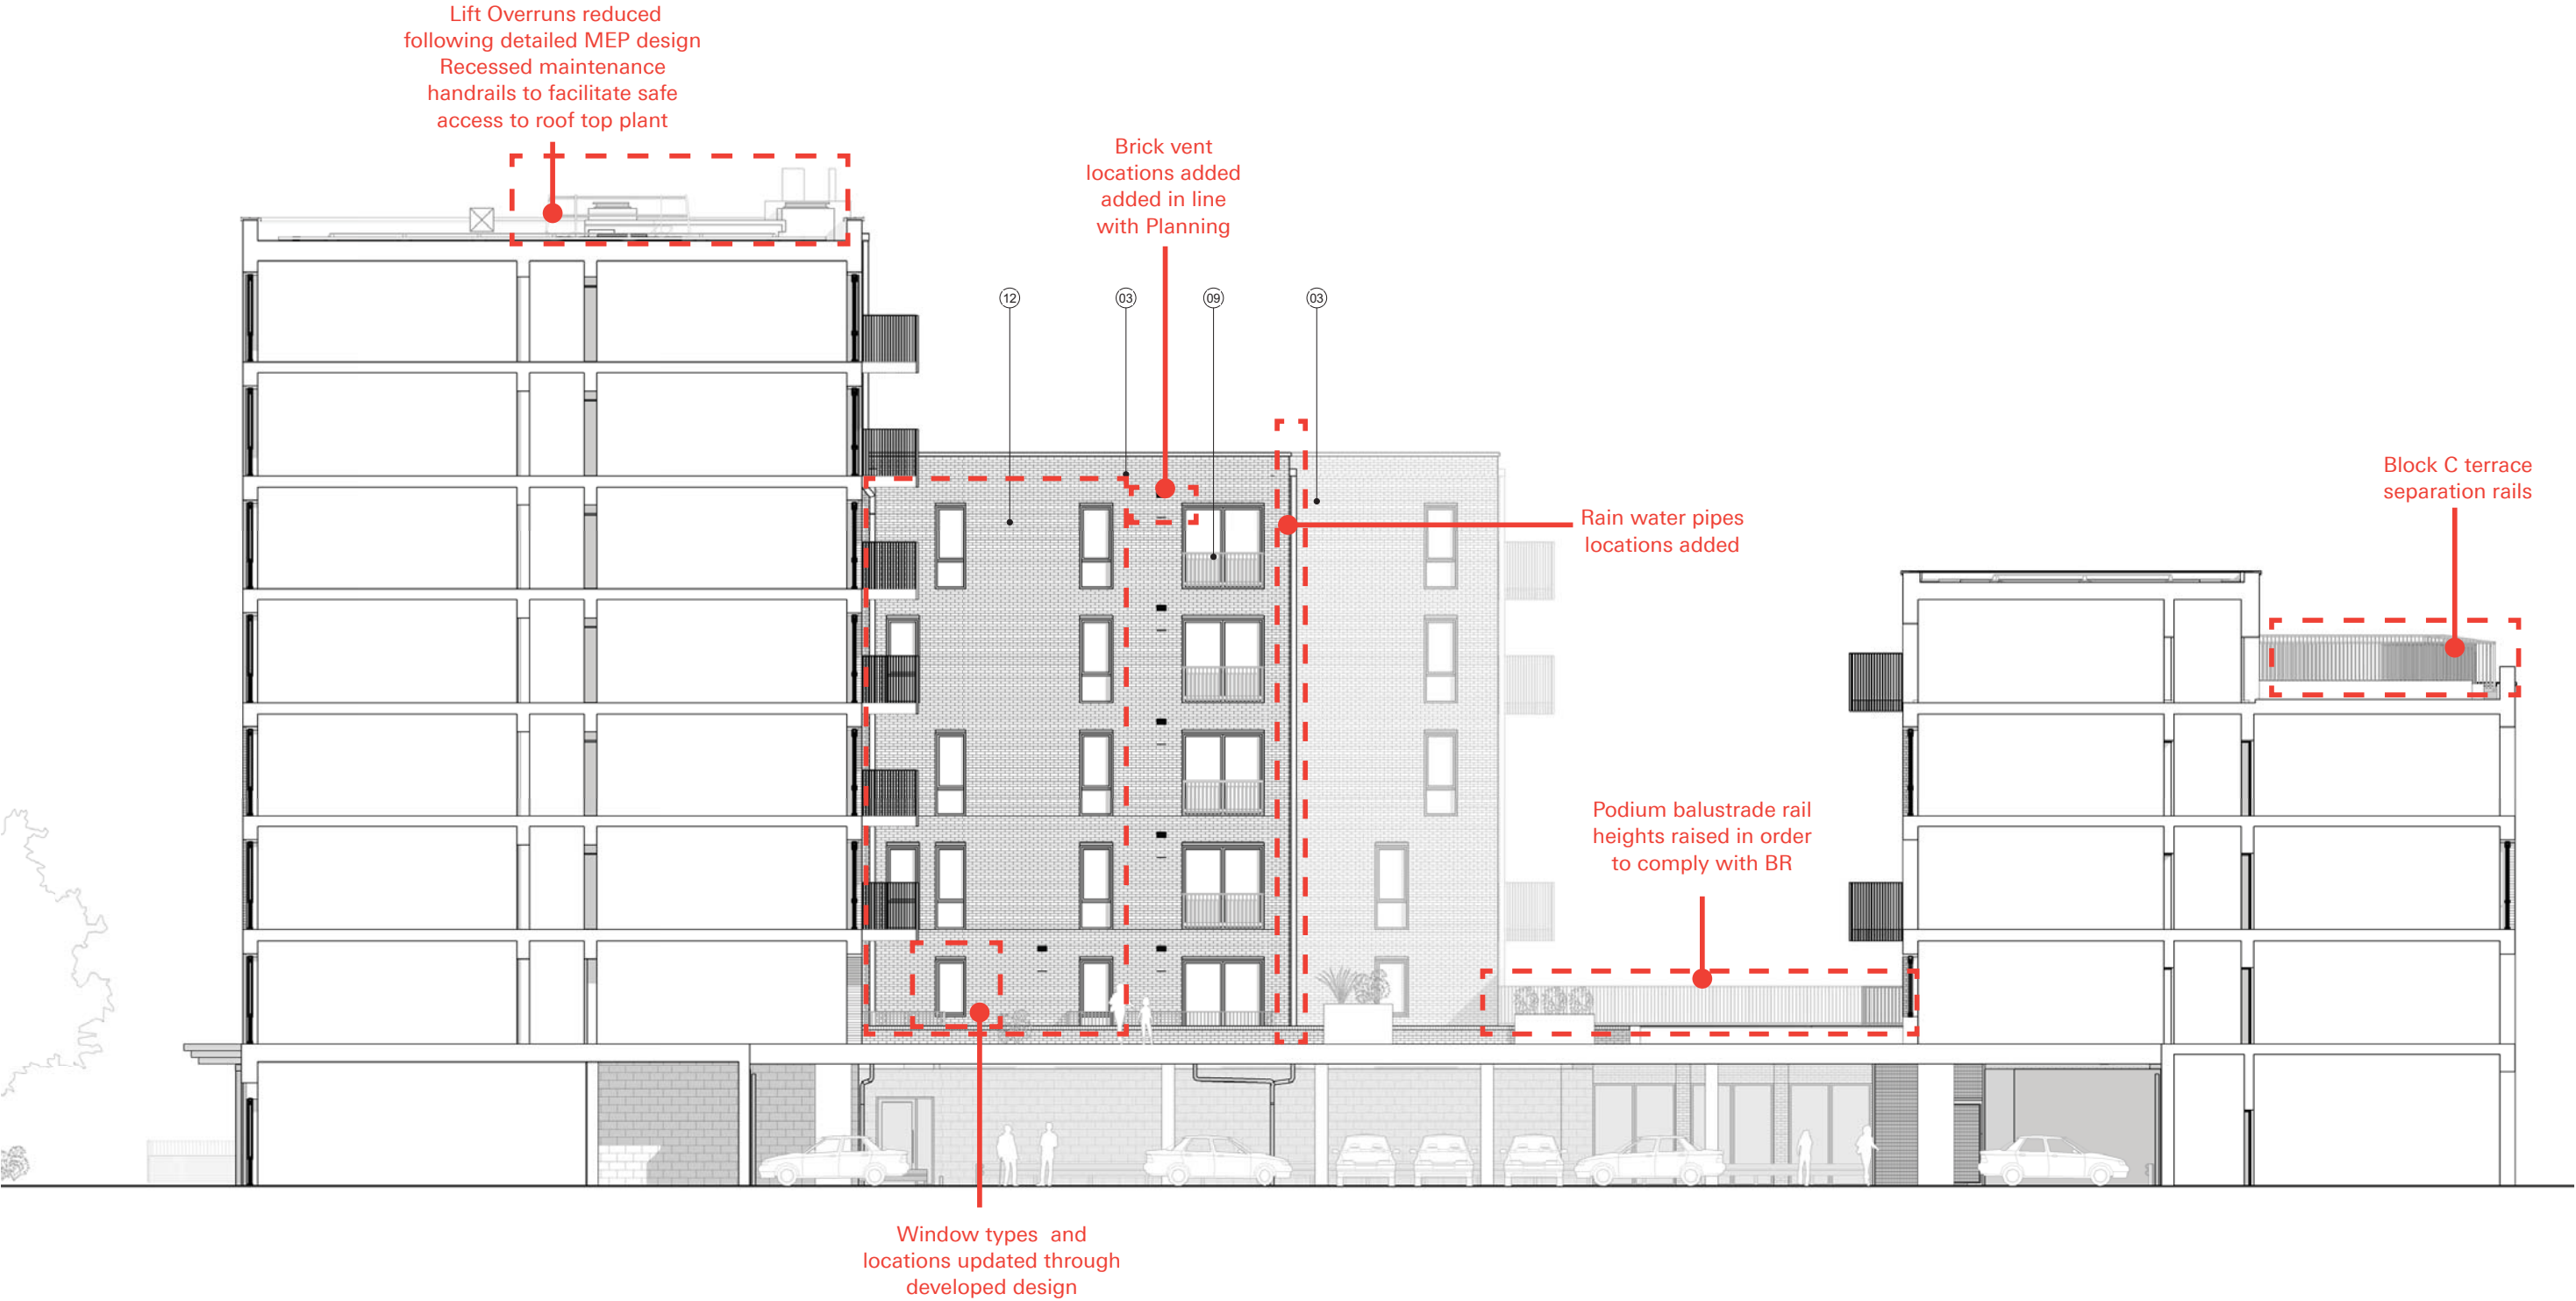 Lift Overruns reduced
following detailed MEP design
Recessed maintenance
handrails to facilitate safe
access to roof top plant
Brick vent
locations added
added in line
with Planning
12
03
09
03
Block C terrace
separation rails
Rain water pipes
locations added
Podium balustrade rail
heights raised in order
to comply with BR
Window types and
locations updated through
developed design